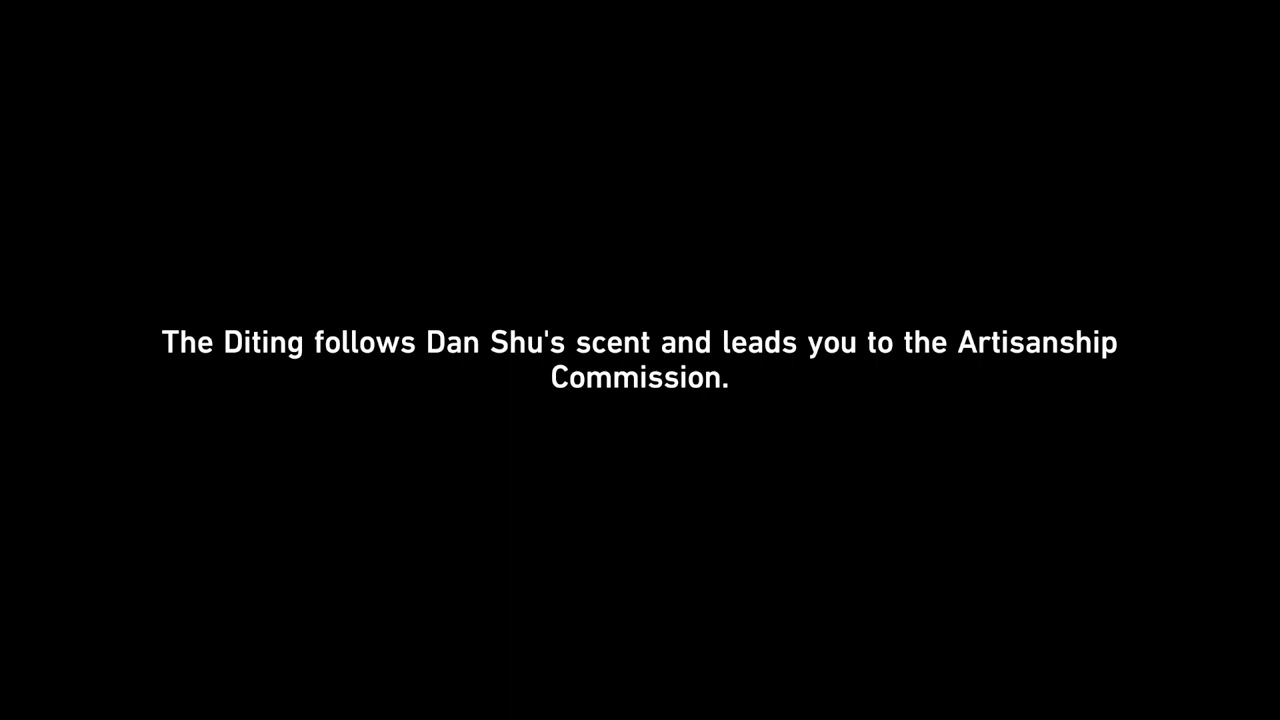 The Diting follows Dan Shu's scent and leads you to the Artisanship
Commission.